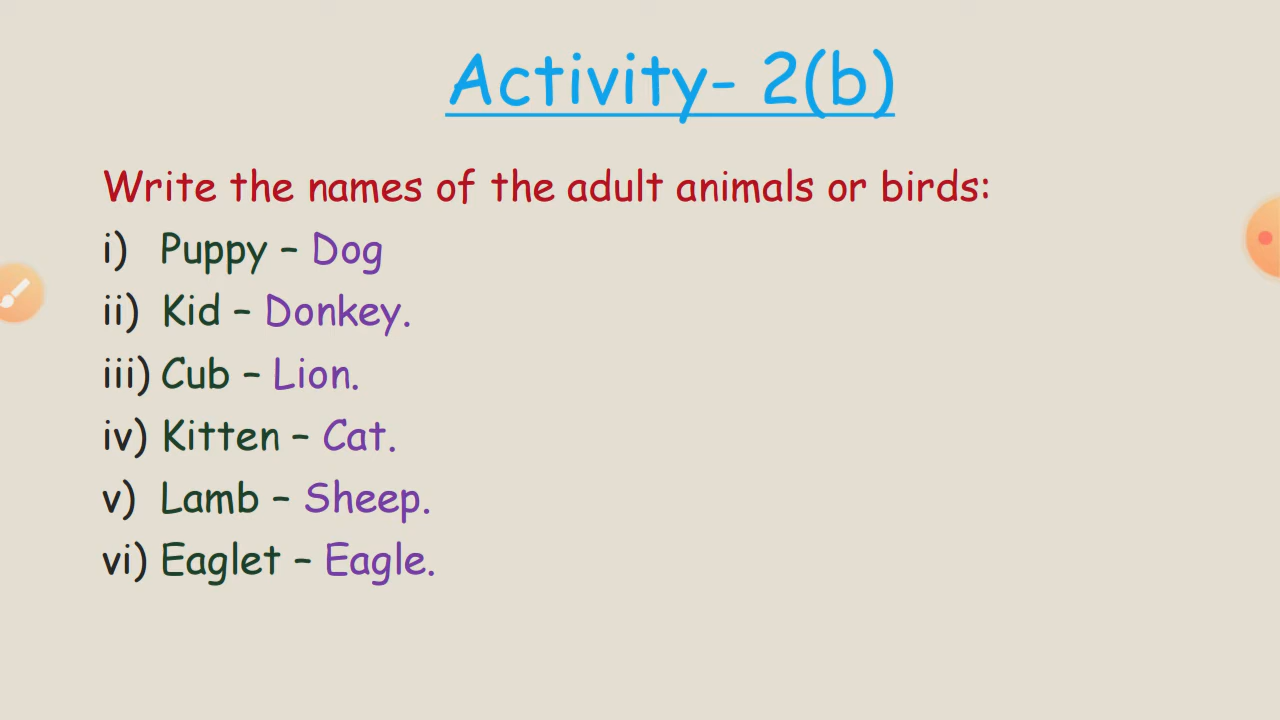 Activity- 2(b)
Write the names of the adult animals or birds:
i) Puppy – Dog
ii) Kid – Donkey.
iii) Cub – Lion.
iv) Kitten – Cat.
v) Lamb – Sheep.
vi) Eaglet – Eagle.